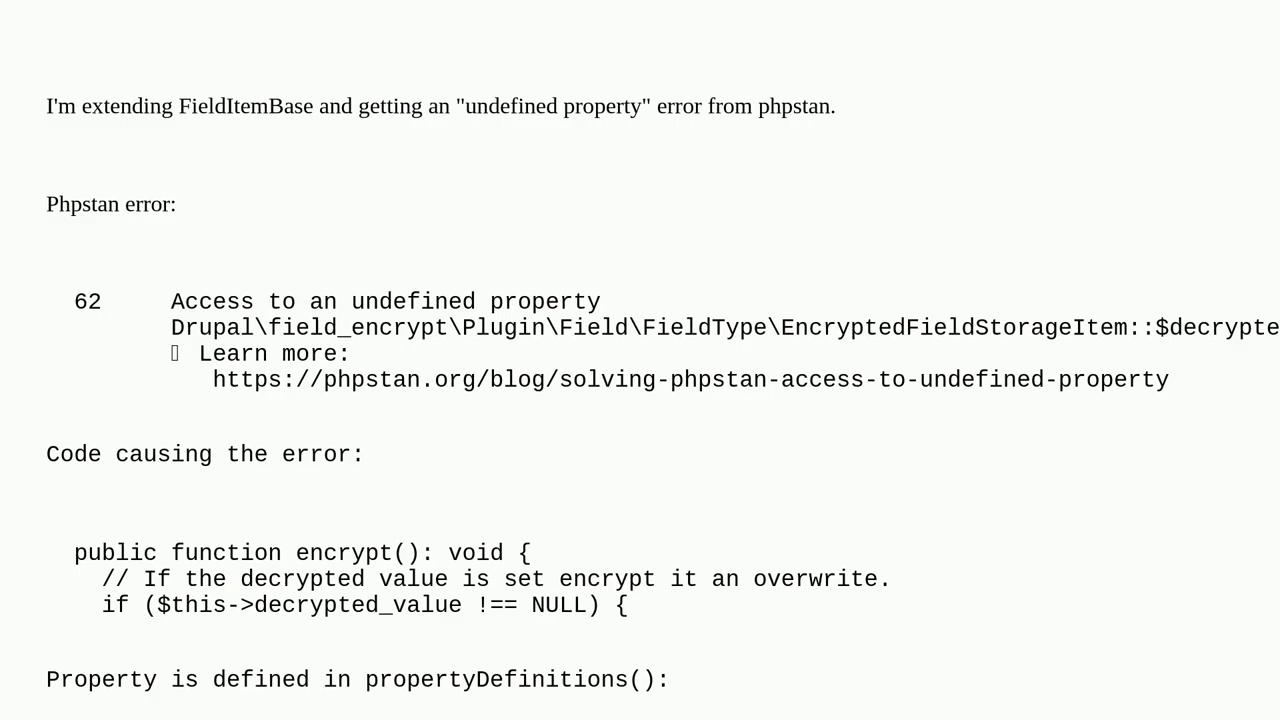 I'm extending FieldItemBase and getting an "undefined property" error from phpstan.
Phpstan error:
62     Access to an undefined property
Drupal\field_encrypt\Plugin\Field\FieldType\EncryptedFieldStorageItem::$decrypte
Learn more:
https://phpstan.org/blog/solving-phpstan-access-to-undefined-property
Code causing the error:
public function encrypt(): void {
// If the decrypted value is set encrypt it an overwrite.
if ($this->decrypted_value !== NULL) {
Property is defined in propertyDefinitions():